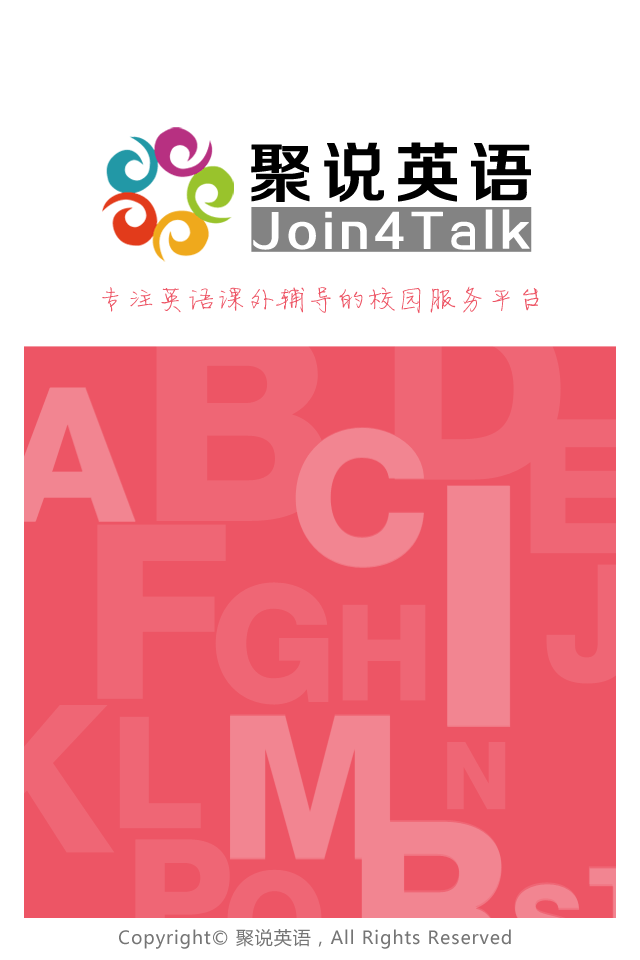 聚说英语
Join4Talk
专注英语课外辅导的校园服务平台
A B C D E
F G H I J
K L M N
P O R S T
Copyright© 聚说英语，All Rights Reserved